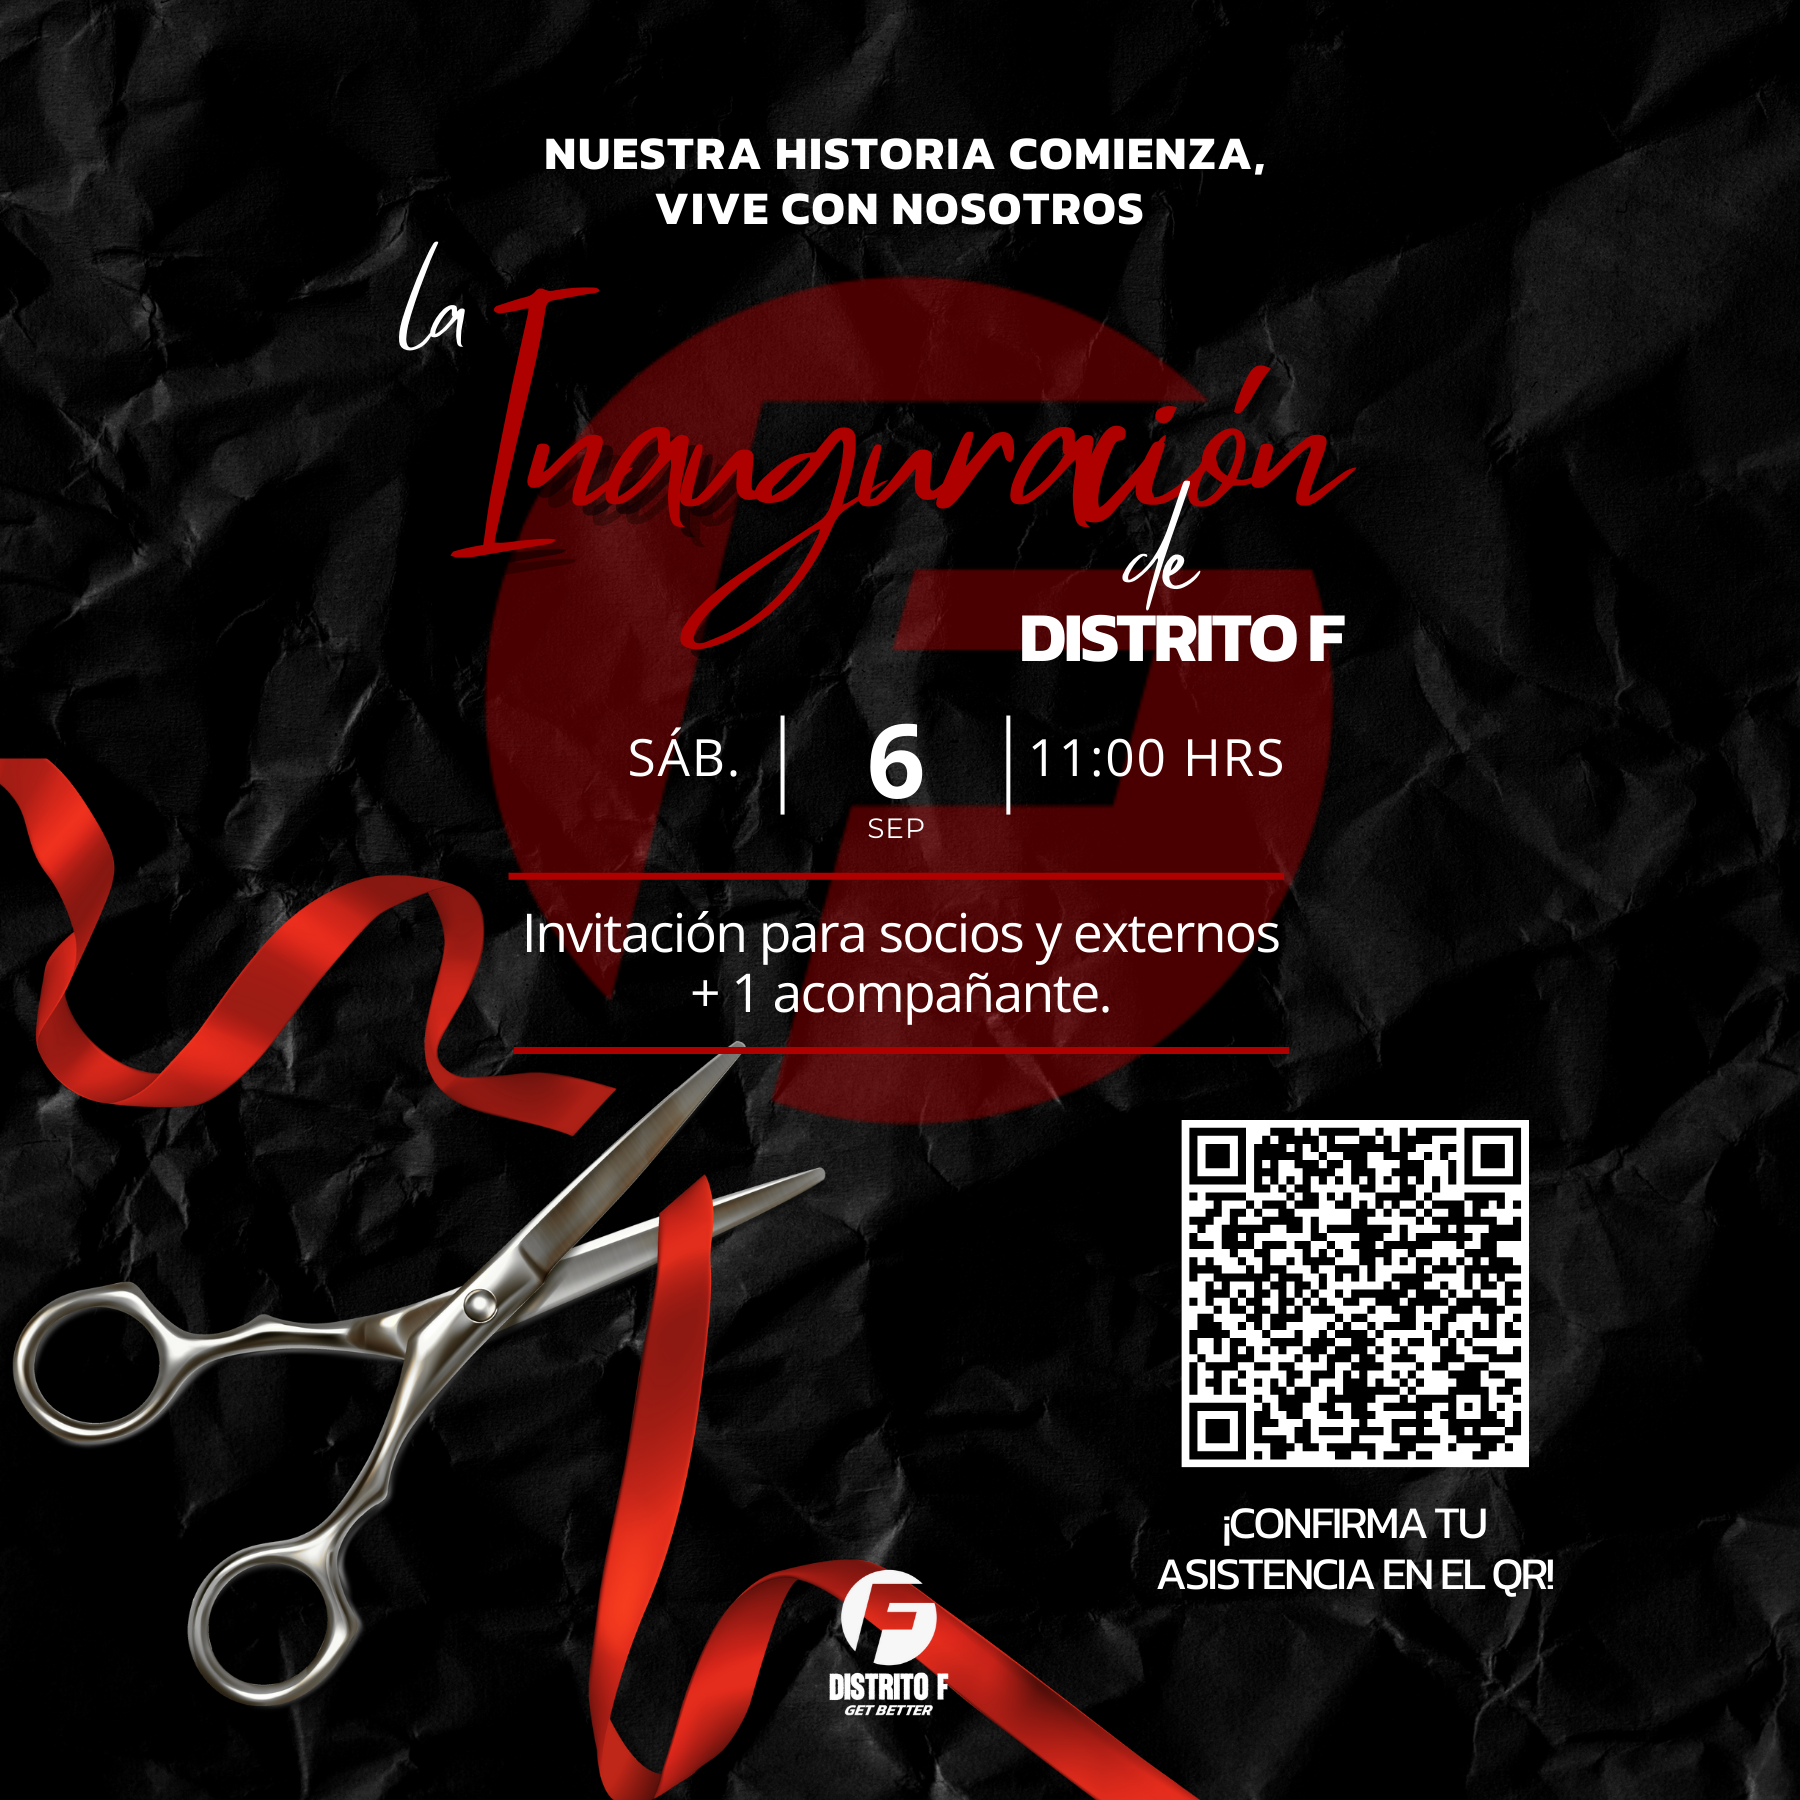 NUESTRA HISTORIA COMIENZA,
VIVE CON NOSOTROS
la
Inauguración
de
DISTRITO F
SÁB.
6
SEP
11:00 HRS
Invitación para socios y externos
+ 1 acompañante.
¡CONFIRMA TU
ASISTENCIA EN EL QR!
DISTRITO F
GET BETTER